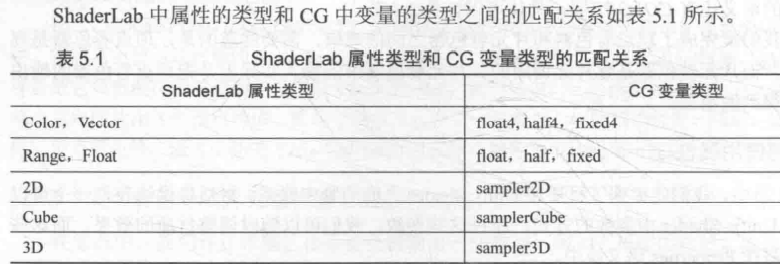 ShaderLab 中属性的类型和 CG 中变量的类型之间的匹配关系如表 5.1 所示。
表 5.1 ShaderLab 属性类型和 CG 变量类型的匹配关系
ShaderLab 属性类型 CG 变量类型
Color，Vector float4, half4，fixed4
Range，Float float，half，fixed
2D sampler2D
Cube samplerCube
3D sampler3D